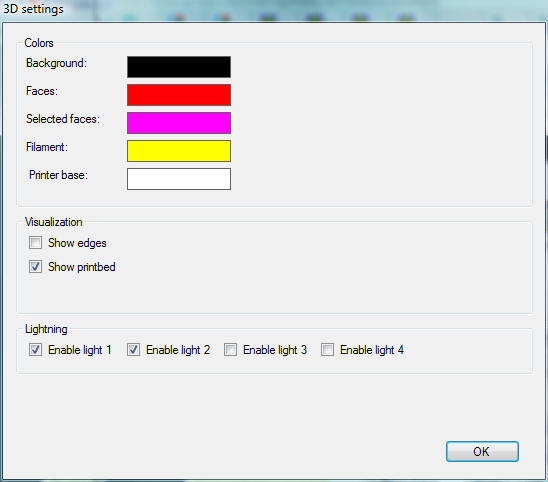 3D settings
Colors
Background:
Faces:
Selected faces:
Filament:
Printer base:
Visualization
Show edges
Show printbed
Lightning
Enable light 1 Enable light 2 Enable light 3 Enable light 4
OK